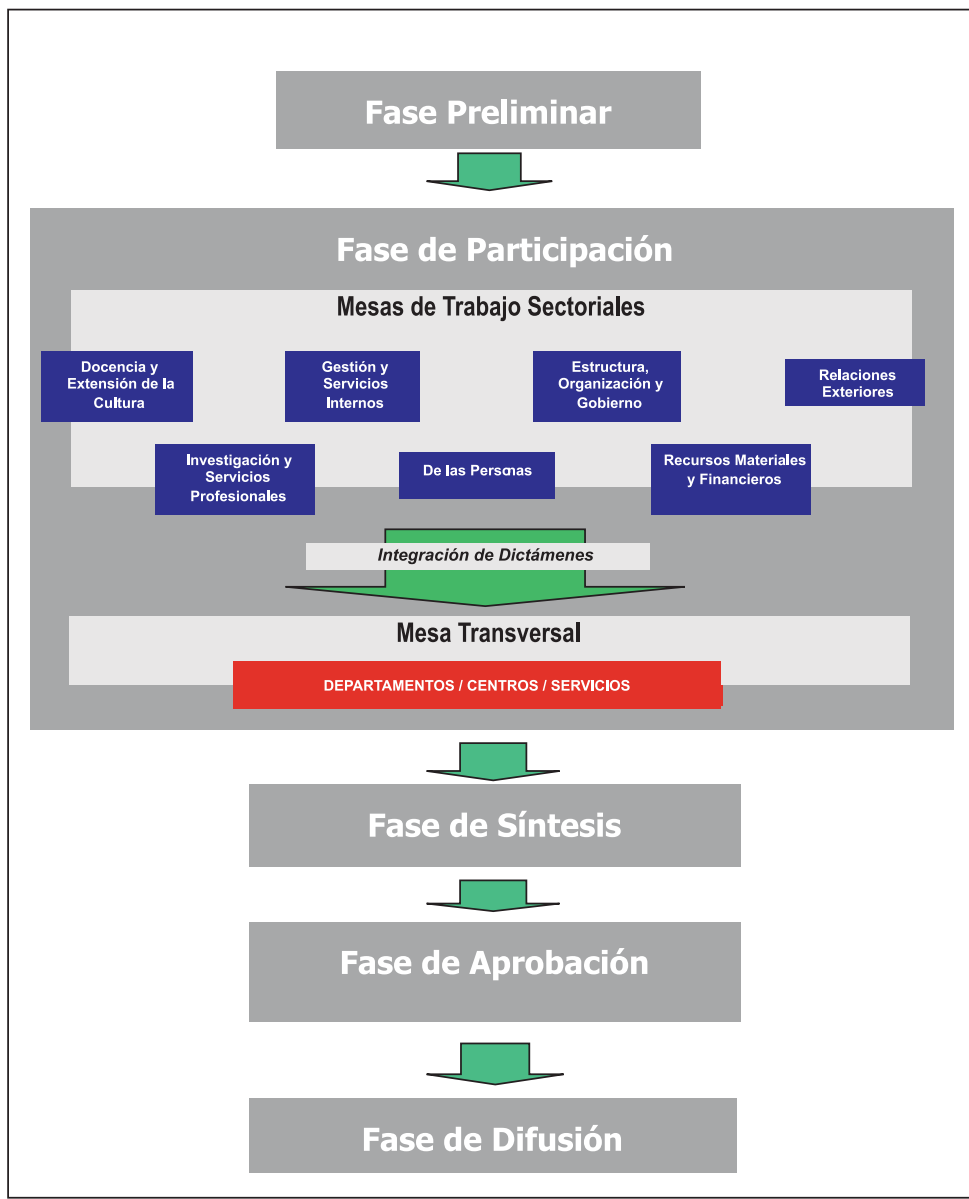 Fase Preliminar
Fase de Participación
Mesas de Trabajo Sectoriales
Docencia y
Extensión de la
Cultura
Gestión y
Servicios
Internos
Estructura,
Organización y
Gobierno
Relaciones
Exteriores
Investigación y
Servicios
Profesionales
De las Personas
Recursos Materiales
y Financieros
Integración de Dictámenes
Mesa Transversal
DEPARTAMENTOS / CENTROS / SERVICIOS
Fase de Síntesis
Fase de Aprobación
Fase de Difusión